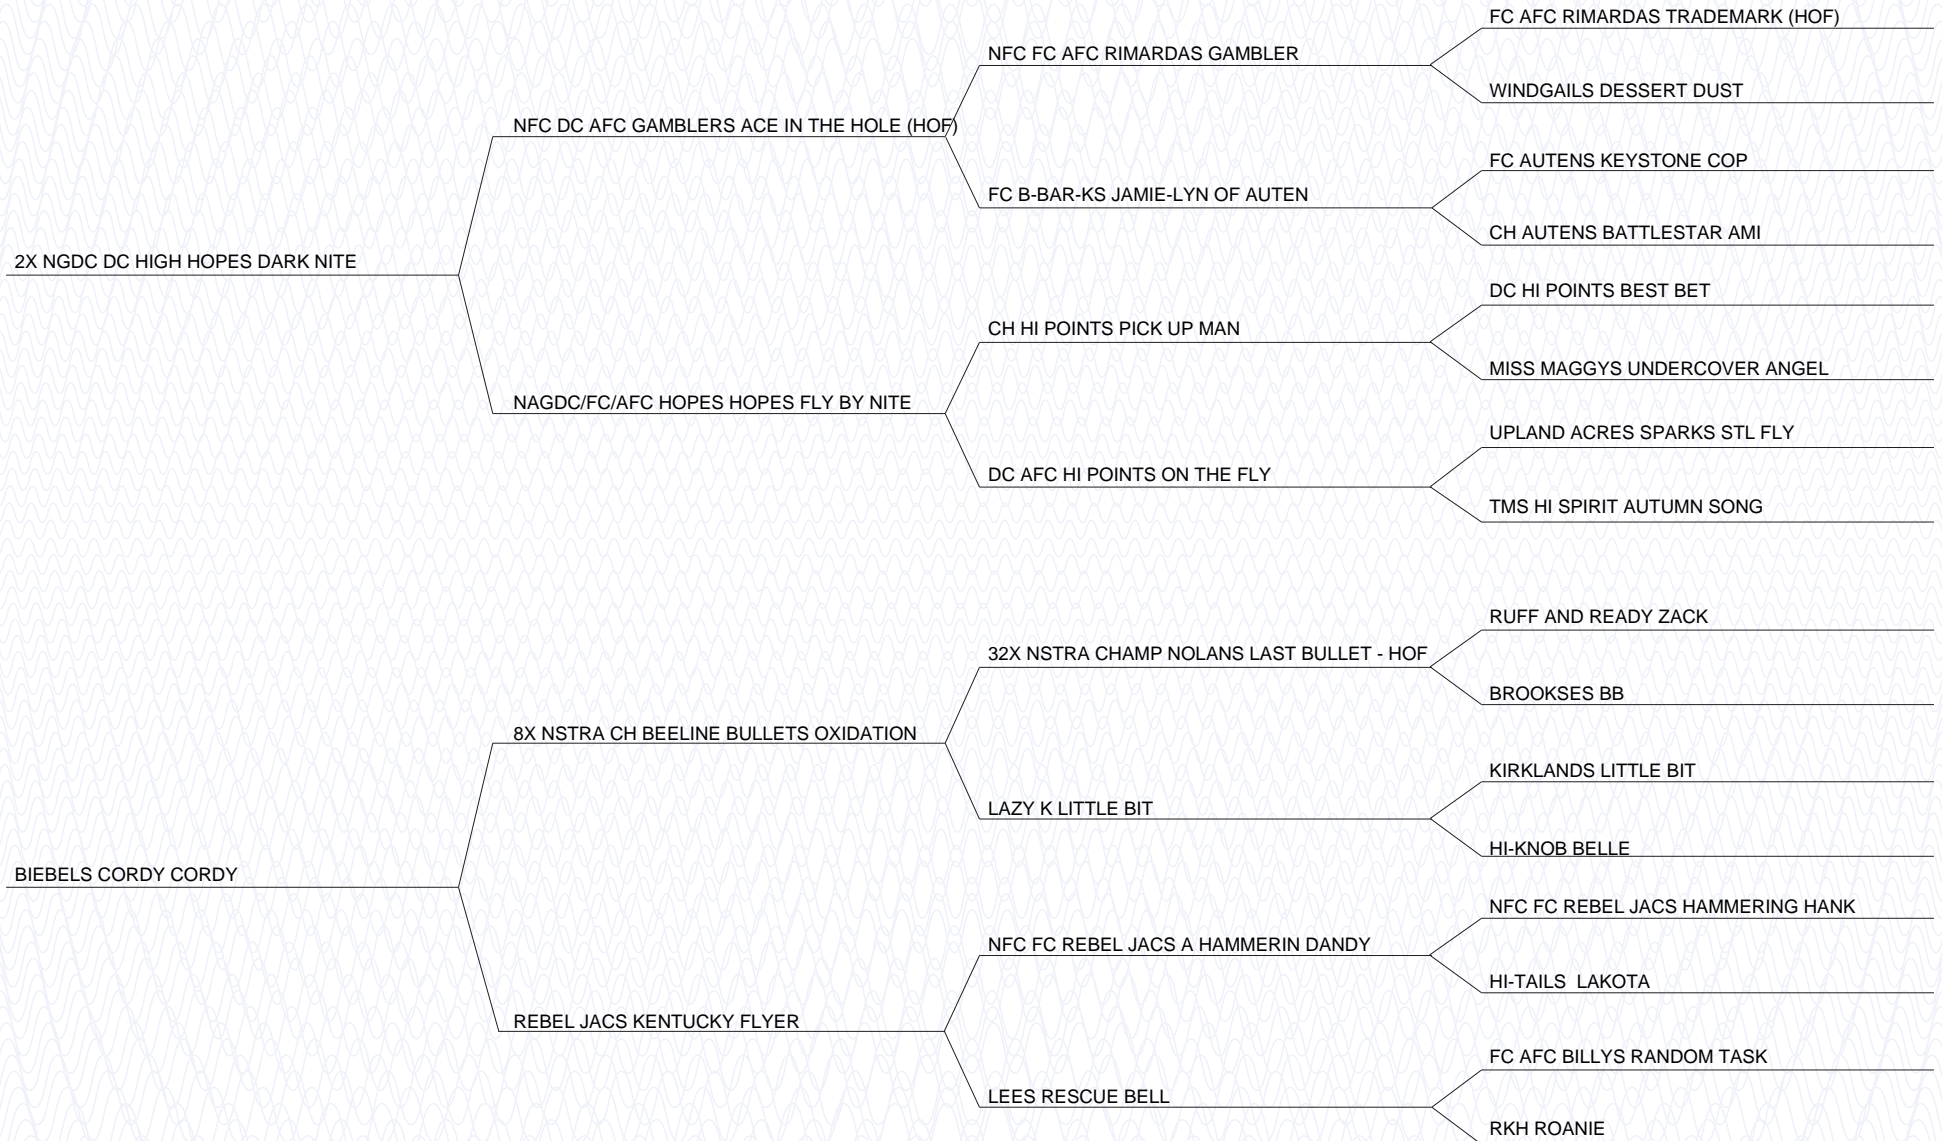 FC AFC RIMARDAS TRADEMARK (HOF)
NFC FC AFC RIMARDAS GAMBLER
WINDGAILS DESSERT DUST
NFC DC AFC GAMBLERS ACE IN THE HOLE (HOF)
FC AUTENS KEYSTONE COP
FC B-BAR-KS JAMIE-LYN OF AUTEN
CH AUTENS BATTLESTAR AMI
2X NGDC DC HIGH HOPES DARK NITE
DC HI POINTS BEST BET
CH HI POINTS PICK UP MAN
MISS MAGGYS UNDERCOVER ANGEL
NAGDC/FC/AFC HOPES HOPES FLY BY NITE
UPLAND ACRES SPARKS STL FLY
DC AFC HI POINTS ON THE FLY
TMS HI SPIRIT AUTUMN SONG
RUFF AND READY ZACK
32X NSTRA CHAMP NOLANS LAST BULLET - HOF
BROOKSES BB
8X NSTRA CH BEELINE BULLETS OXIDATION
KIRKLANDS LITTLE BIT
LAZY K LITTLE BIT
HI-KNOB BELLE
BIEBELS CORDY CORDY
NFC FC REBEL JACS HAMMERING HANK
NFC FC REBEL JACS A HAMMERIN DANDY
HI-TAILS  LAKOTA
REBEL JACS KENTUCKY FLYER
FC AFC BILLYS RANDOM TASK
LEES RESCUE BELL
RKH ROANIE